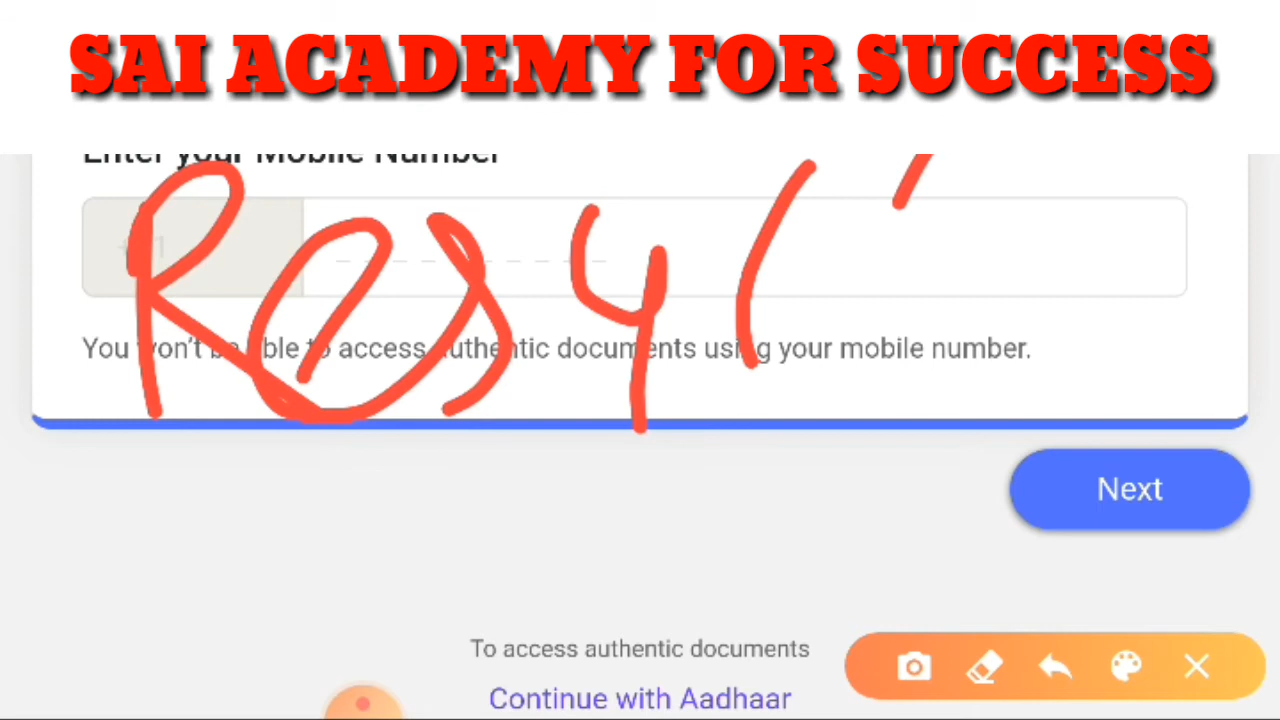 SAI ACADEMY FOR SUCCESS
Enter your Mobile Number
You won't be able to access authentic documents using your mobile number.
Next
To access authentic documents
Continue with Aadhaar